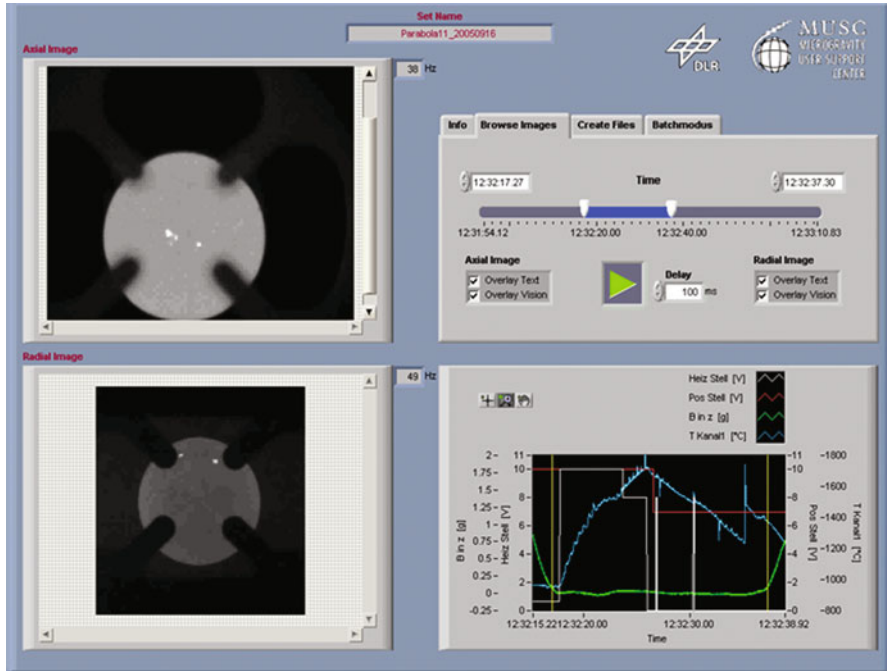 Set Name
Parabola11_20050916
Axial Image
38 Hz
DLR
MUSC
MICROGRAVITY
USER SUPPORT
CENTER
Info Browse Images Create Files Batchmodus
12:32:17.27 Time 12:32:37.30
12:31:54.12 12:32:20.00 12:32:40.00 12:33:10.83
Axial Image
Overlay Text
Overlay Vision
Delay
100 ms
Radial Image
Overlay Text
Overlay Vision
Radial Image
49 Hz
Heiz Stell [V]
Pos Stell [V]
B in z [g]
T Kanal1 [°C]
B in z [g]
2-
1.75-
1.5-
1.25-
1-
0.75-
0.5-
0.25-
0-
-0.25-
Heiz Stell [V]
11
10
8
6
4
2
0
-11
-10
-8
-6
-4
-2
-0
Pos Stell [V]
-1800
-1600
-1400
-1200
-1000
-800
T Kanal1 [°C]
12:32:15.22 12:32:20.00 12:32:30.00 12:32:38.92
Time